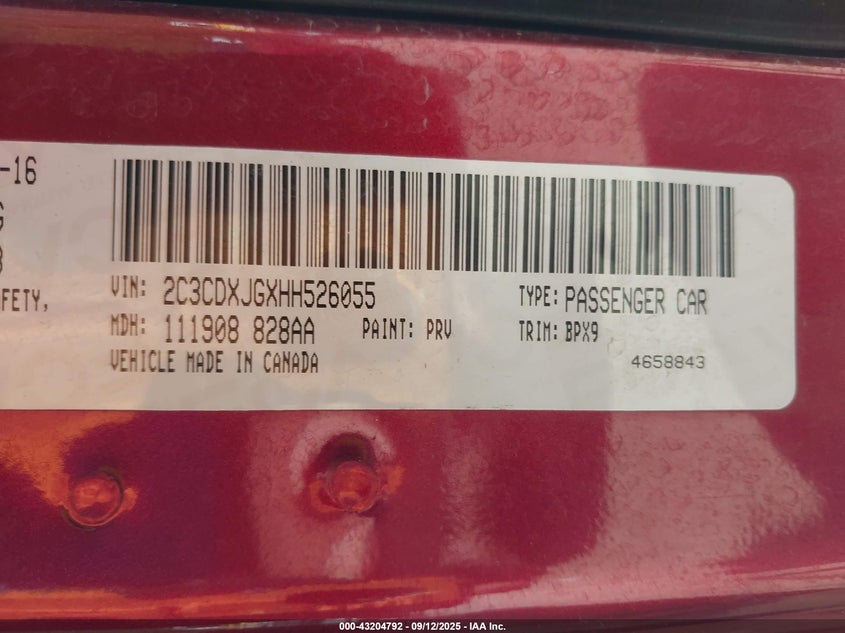 -16
G
8
FETY,
VIN: 2C3CDXJGXHH526055
TYPE: PASSENGER CAR
MDH: 111908 828AA
PAINT: PRV
TRIM: BPX9
VEHICLE MADE IN CANADA
4658843
000-43204792 - 09/12/2025 - IAA Inc.